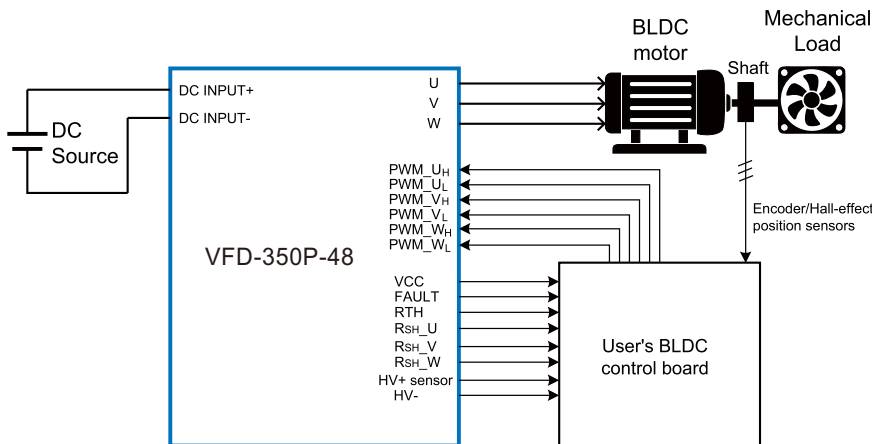 BLDC
motor
Mechanical
Load
Shaft
DC INPUT+
DC INPUT-
U
V
W
DC
Source
PWM_UH
PWM_UL
PWM_VH
PWM_VL
PWM_WH
PWM_WL
Encoder/Hall-effect
position sensors
VFD-350P-48
VCC
FAULT
RTH
RSH_U
RSH_V
RSH_W
HV+ sensor
HV-
User's BLDC
control board